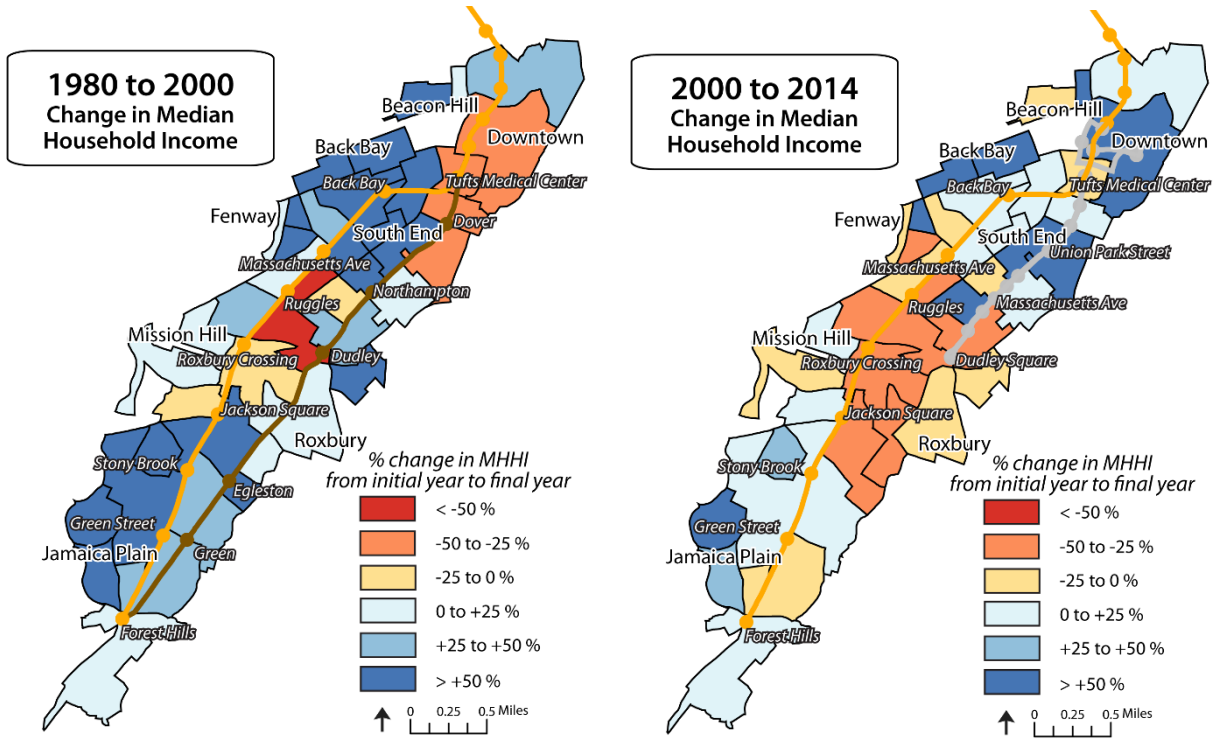 1980 to 2000
Change in Median
Household Income
Beacon Hill
Downtown
Back Bay
Back Bay
Tufts Medical Center
Fenway
Dover
South End
Massachusetts Ave
Northampton
Ruggles
Mission Hill
Roxbury Crossing
Dudley
Jackson Square
Roxbury
Stony Brook
Egleston
Green Street
Jamaica Plain
Green
Forest Hills
% change in MHHI
from initial year to final year
< -50 %
-50 to -25 %
-25 to 0 %
0 to +25 %
+25 to +50 %
> +50 %
0 0.25 0.5 Miles
2000 to 2014
Change in Median
Household Income
Beacon Hill
Downtown
Back Bay
Back Bay
Tufts Medical Center
Fenway
South End
Union Park Street
Massachusetts Ave
Ruggles
Massachusetts Ave
Mission Hill
Roxbury Crossing
Dudley Square
Jackson Square
Roxbury
Stony Brook
Green Street
Jamaica Plain
Forest Hills
% change in MHHI
from initial year to final year
< -50 %
-50 to -25 %
-25 to 0 %
0 to +25 %
+25 to +50 %
> +50 %
0 0.25 0.5 Miles